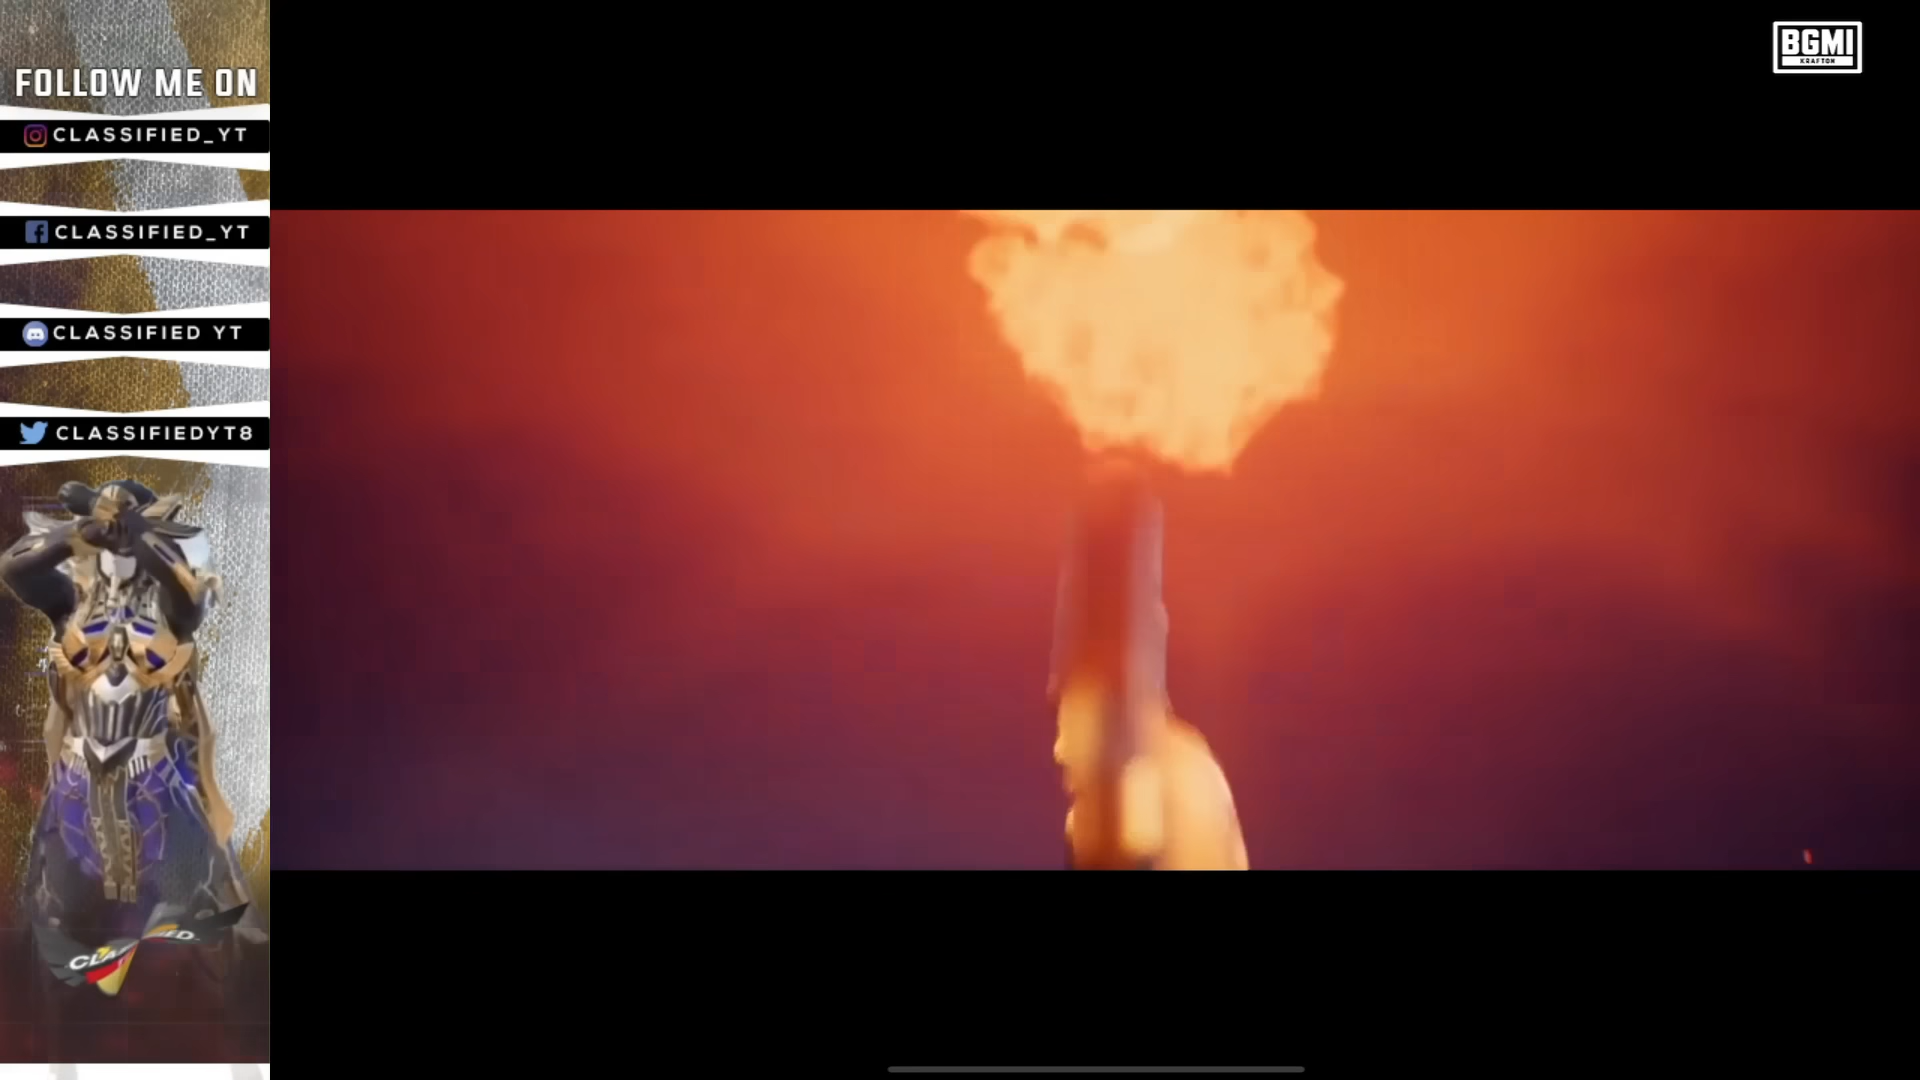 FOLLOW ME ON
CLASSIFIED_YT
CLASSIFIED_YT
CLASSIFIED YT
CLASSIFIEDYT8
BGMI
KRAFTON